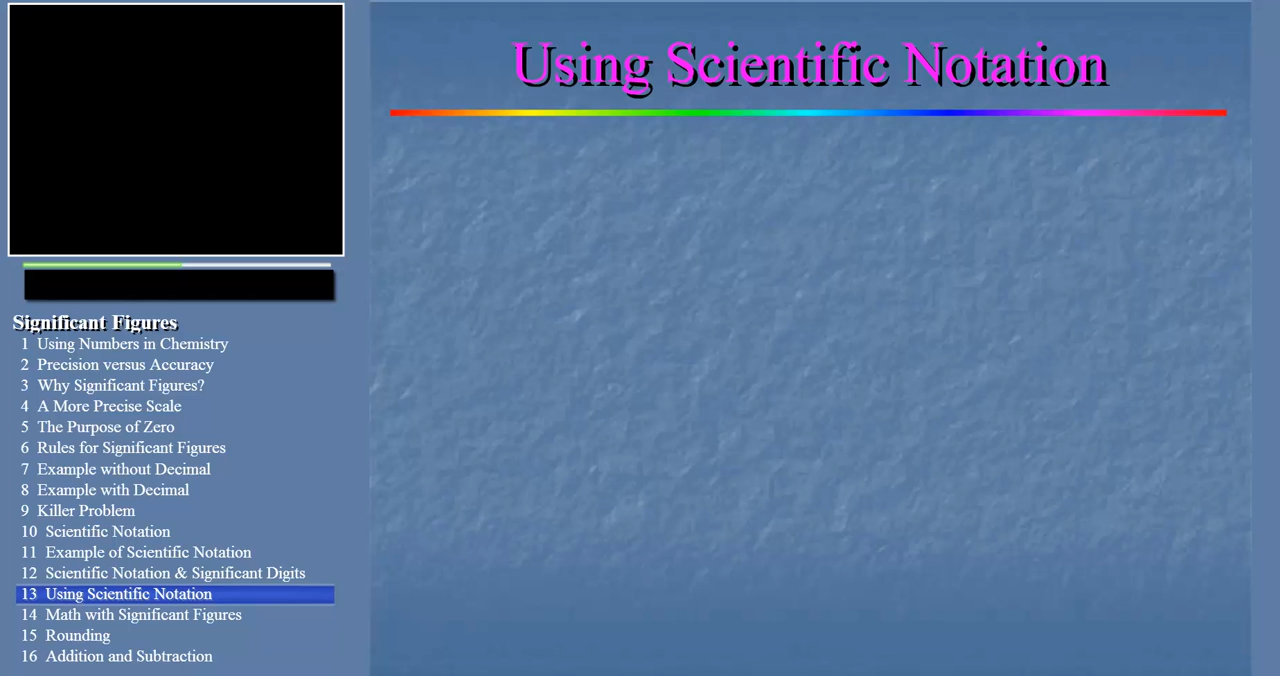 Using Scientific Notation
Significant Figures
1 Using Numbers in Chemistry
2 Precision versus Accuracy
3 Why Significant Figures?
4 A More Precise Scale
5 The Purpose of Zero
6 Rules for Significant Figures
7 Example without Decimal
8 Example with Decimal
9 Killer Problem
10 Scientific Notation
11 Example of Scientific Notation
12 Scientific Notation & Significant Digits
13 Using Scientific Notation
14 Math with Significant Figures
15 Rounding
16 Addition and Subtraction